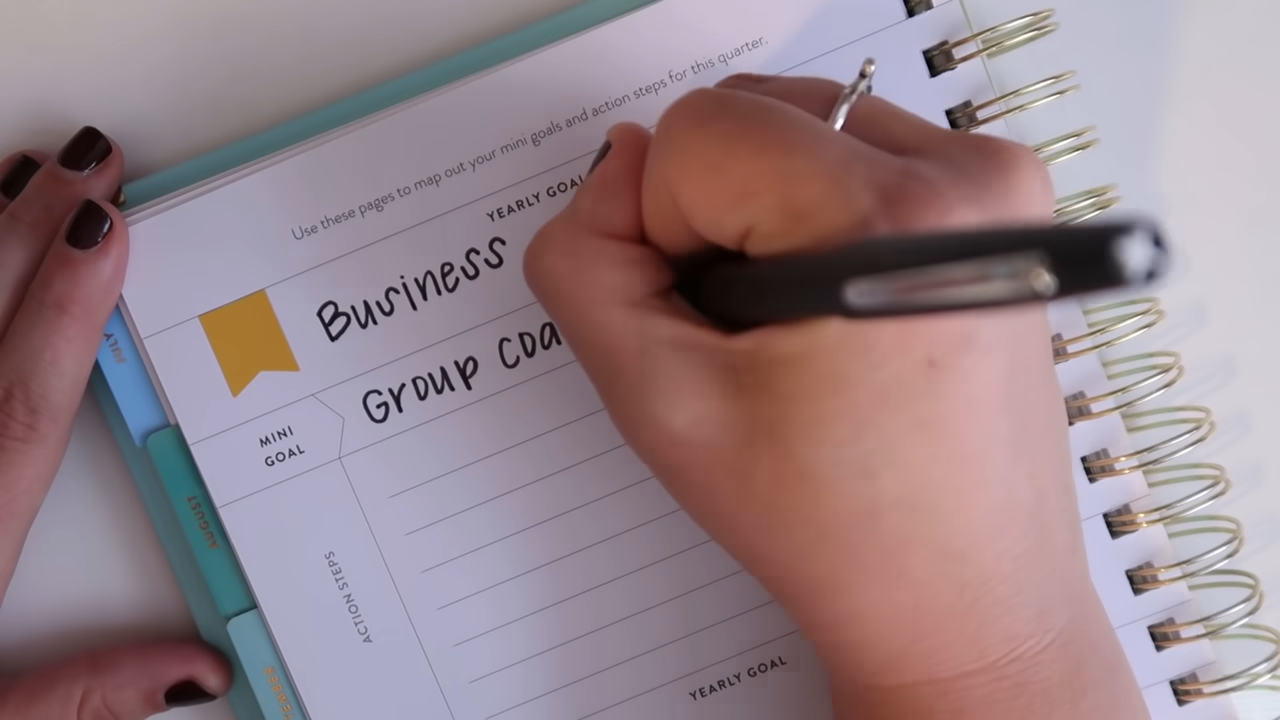 Use these pages to map out your mini goals and action steps for this quarter.
YEARLY GOAL
Business
MINI
GOAL
Group
ACTION STEPS
YEARLY GOAL
JULY
AUGUST